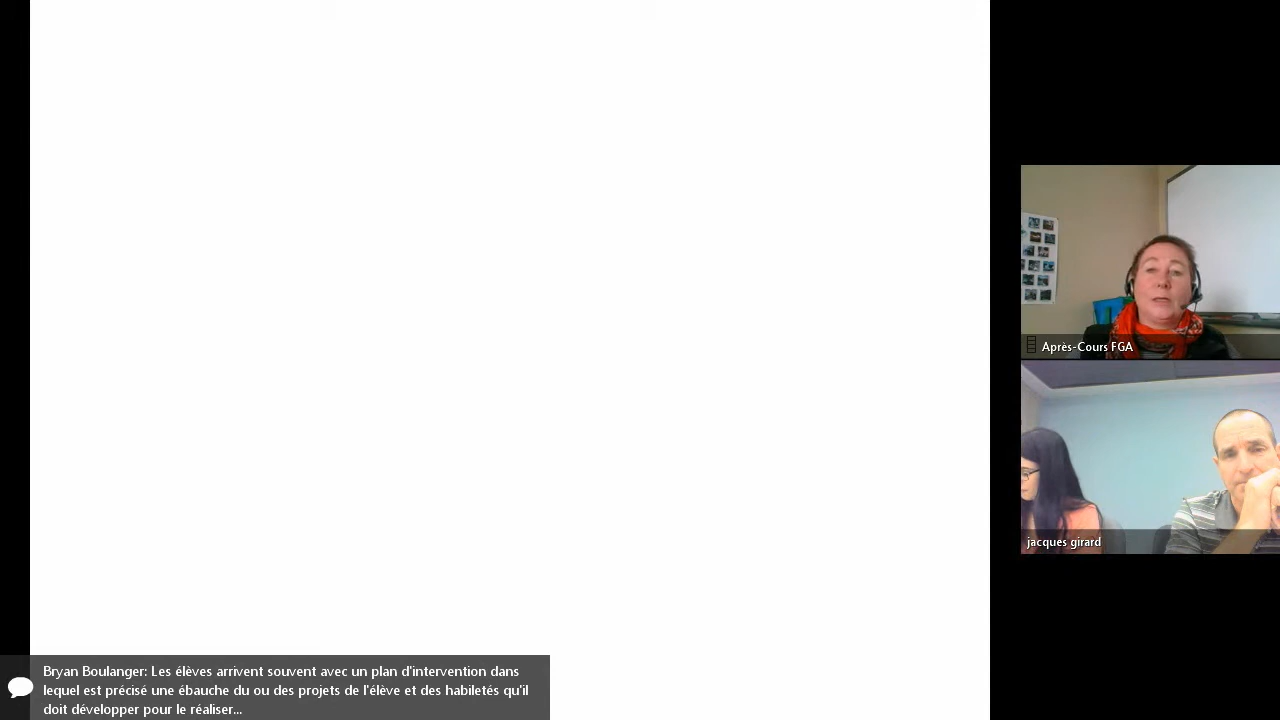 Après-Cours FGA
jacques girard
Bryan Boulanger: Les élèves arrivent souvent avec un plan d'intervention dans
lequel est précisé une ébauche du ou des projets de l'élève et des habiletés qu'il
doit développer pour le réaliser...